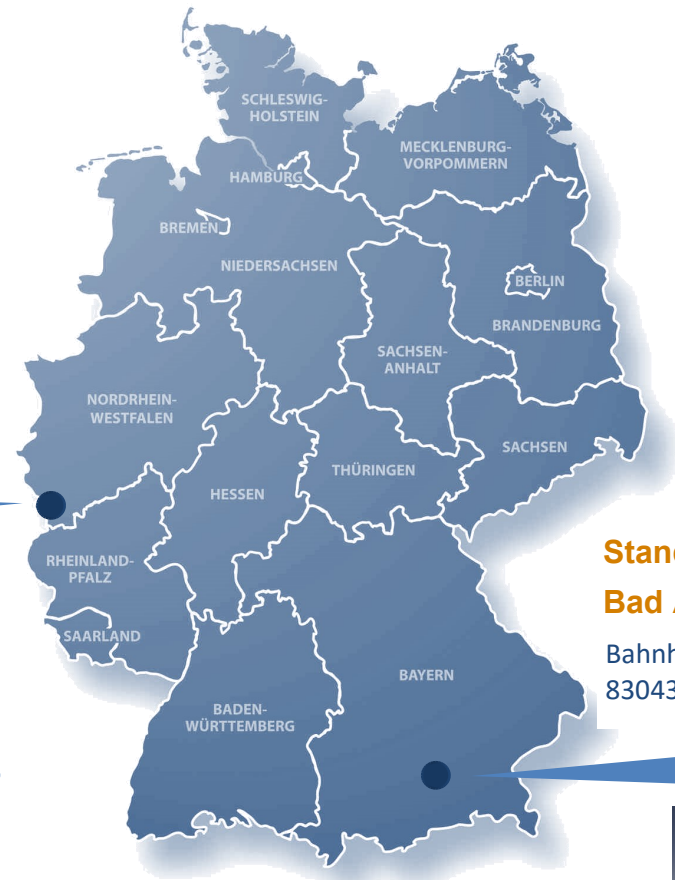 SCHLESWIG-
HOLSTEIN
MECKLENBURG-
VORPOMMERN
HAMBURG
BREMEN
NIEDERSACHSEN
BERLIN
BRANDENBURG
SACHSEN-
ANHALT
NORDRHEIN-
WESTFALEN
SACHSEN
THÜRINGEN
HESSEN
RHEINLAND-
PFALZ
SAARLAND
BAYERN
BADEN-
WÜRTTEMBERG
Bad
83043